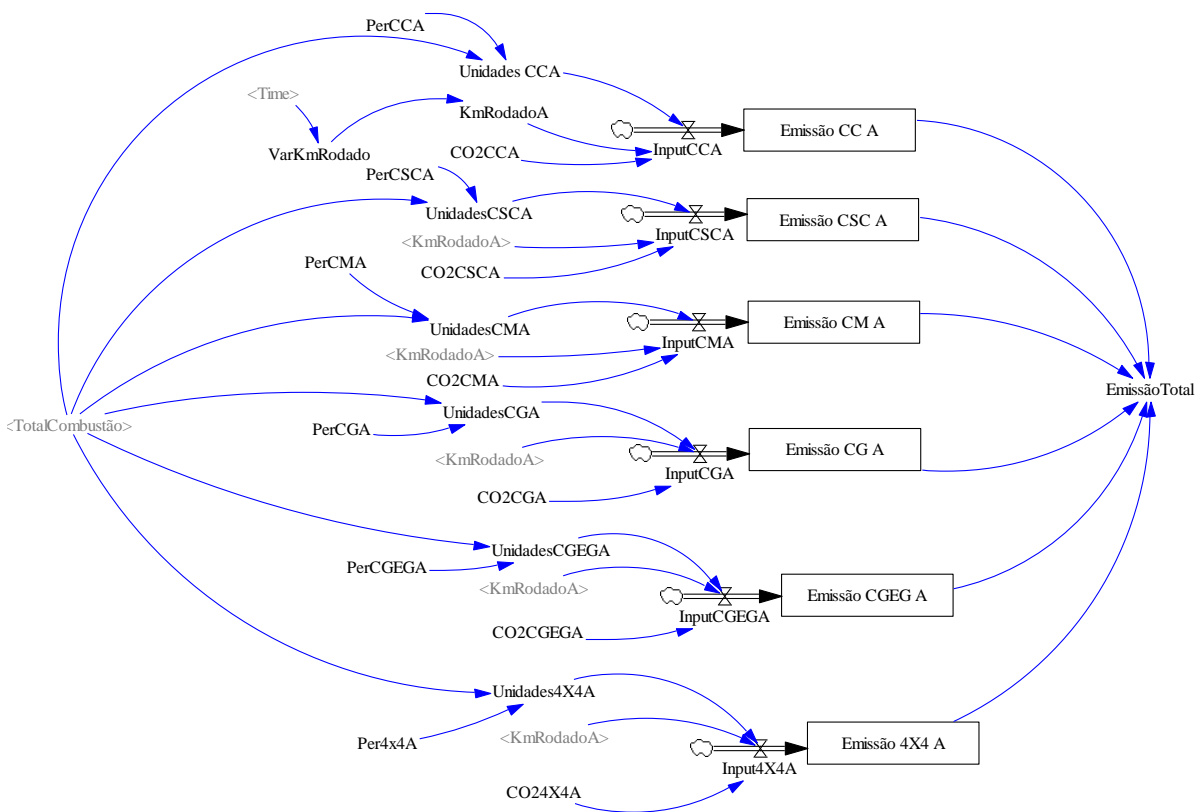 PerCCA
Unidades CCA
<Time>
KmRodadoA
Emissão CC A
VarKmRodado
CO2CCA
InputCCA
PerCSCA
UnidadesCSCA
Emissão CSC A
<KmRodadoA>
InputCSCA
PerCMA
CO2CSCA
UnidadesCMA
Emissão CM A
<KmRodadoA>
InputCMA
CO2CMA
EmissãoTotal
UnidadesCGA
<TotalCombustão>
PerCGA
<KmRodadoA>
Emissão CG A
InputCGA
CO2CGA
UnidadesCGEGA
PerCGEGA
<KmRodadoA>
Emissão CGEG A
InputCGEGA
CO2CGEGA
Unidades4X4A
Per4x4A
<KmRodadoA>
Emissão 4X4 A
Input4X4A
CO24X4A